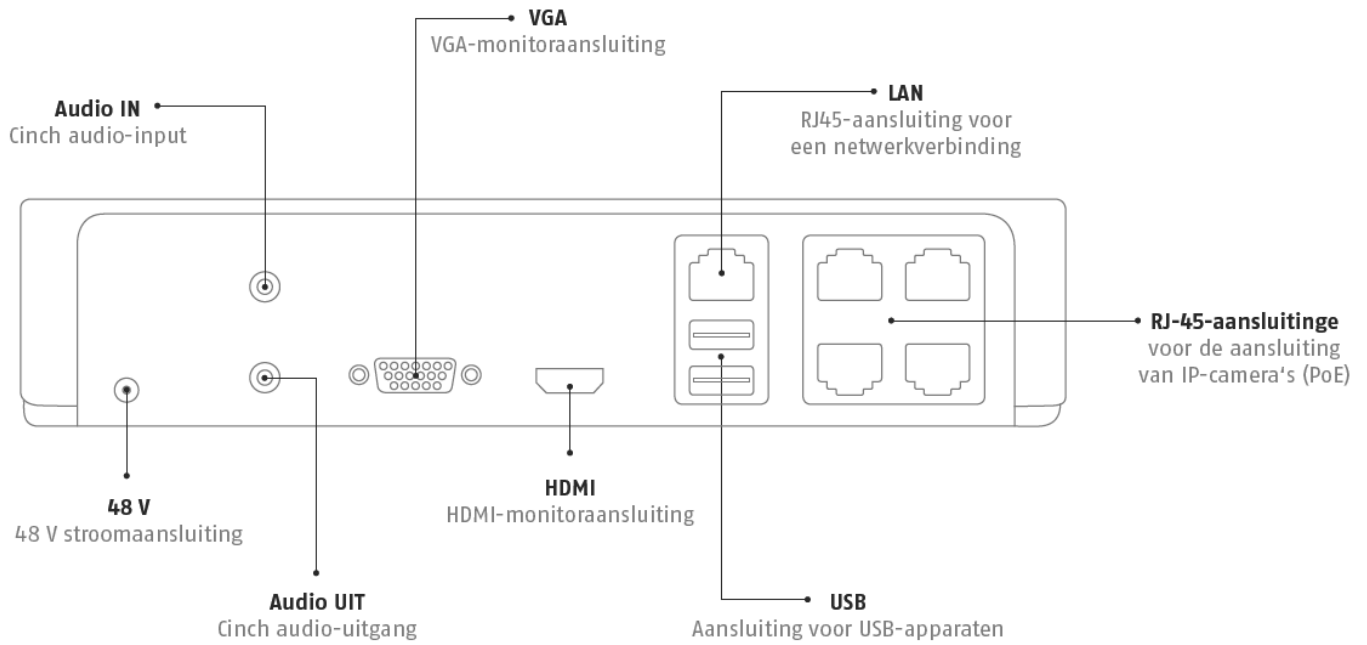 VGA
VGA-monitoraansluiting
Audio IN
Cinch audio-input
LAN
RJ45-aansluiting voor
een netwerkverbinding
RJ-45-aansluitinge
voor de aansluiting
van IP-camera‘s (PoE)
48 V
48 V stroomaansluiting
HDMI
HDMI-monitoraansluiting
Audio UIT
Cinch audio-uitgang
USB
Aansluiting voor USB-apparaten